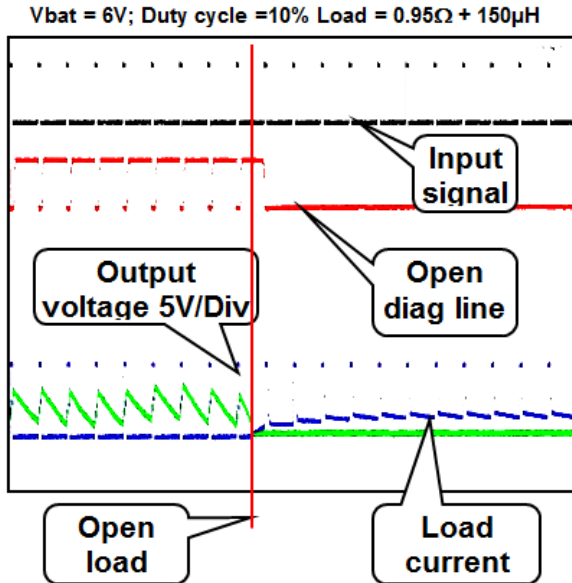 Vbat = 6V; Duty cycle =10% Load = 0.95Ω + 150µH
Input
signal
Output
voltage 5V/Div
Open
diag line
Open
load
Load
current